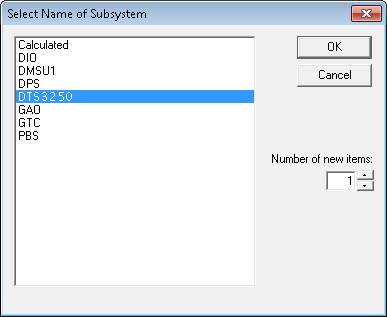 Select Name of Subsystem
Calculated
DIO
DMSU1
DPS
DTS3250
GAO
GTC
PBS
OK
Cancel
Number of new items:
1